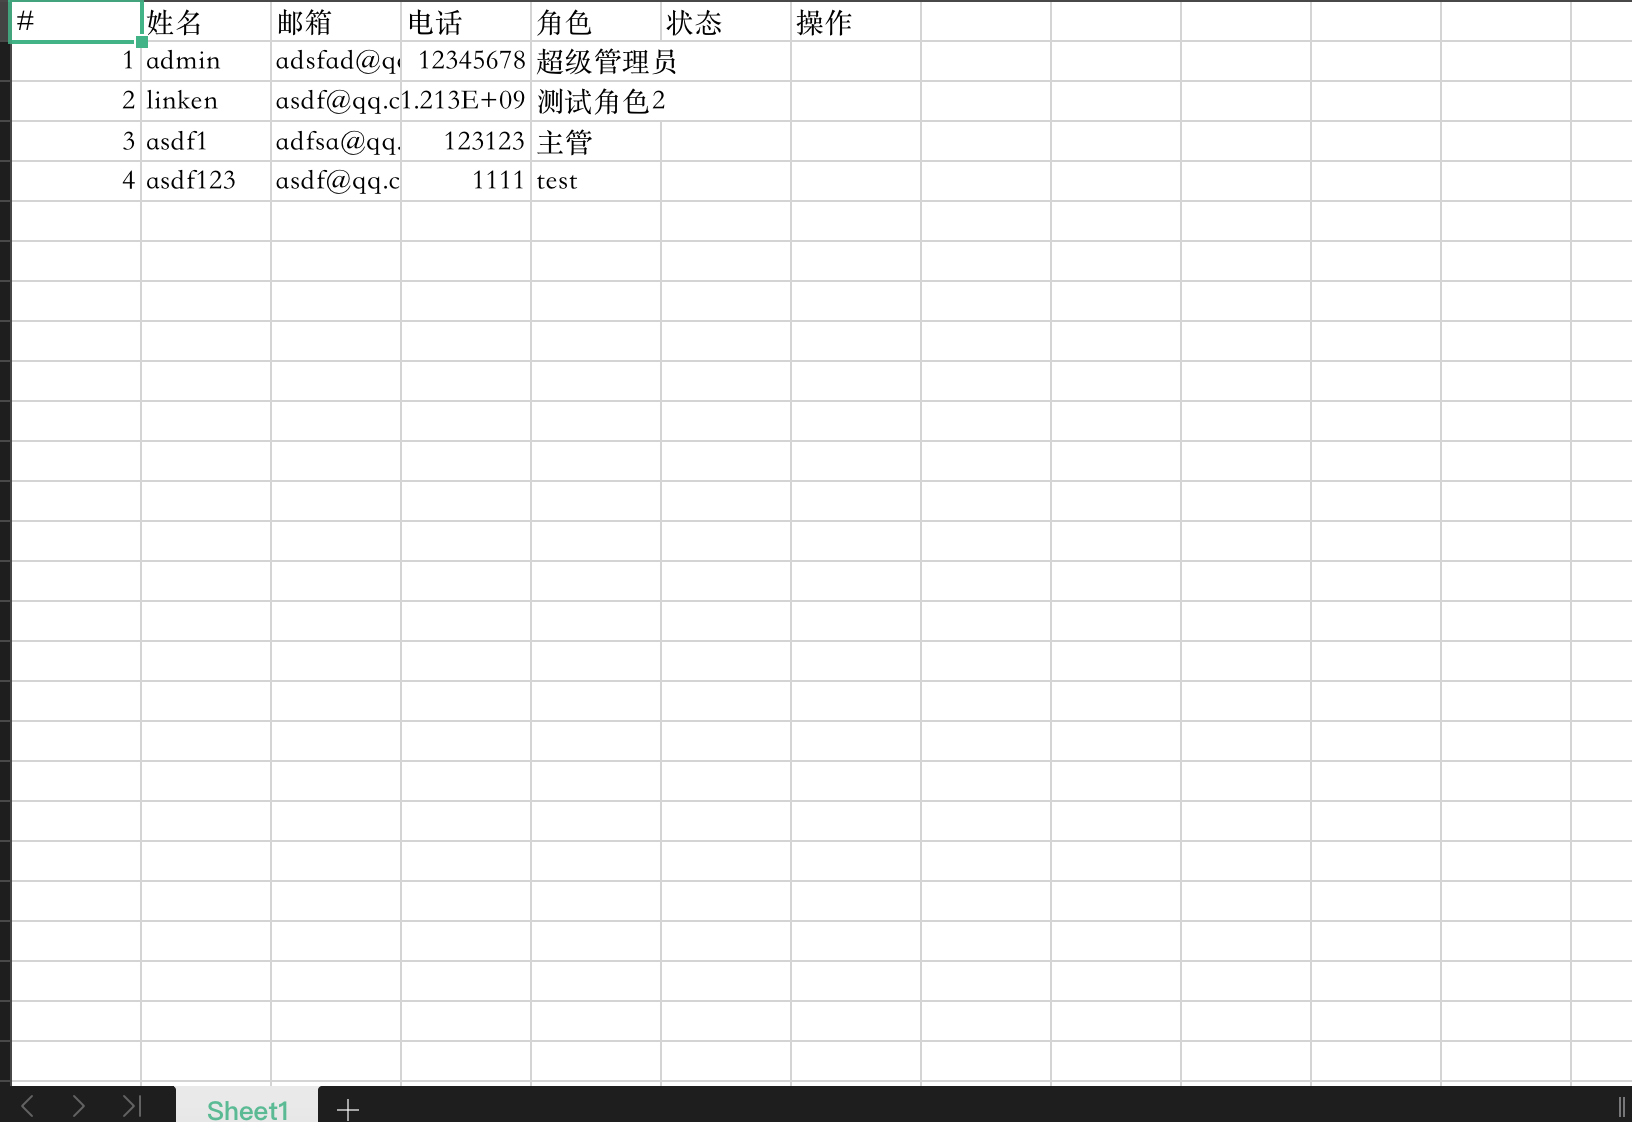 # 姓名 邮箱 电话 角色 状态 操作
1 admin adsfad@q 12345678 超级管理员
2 linken asdf@qq.c 1.213E+09 测试角色2
3 asdf1 adfsa@qq. 123123 主管
4 asdf123 asdf@qq.c 1111 test
Sheet1